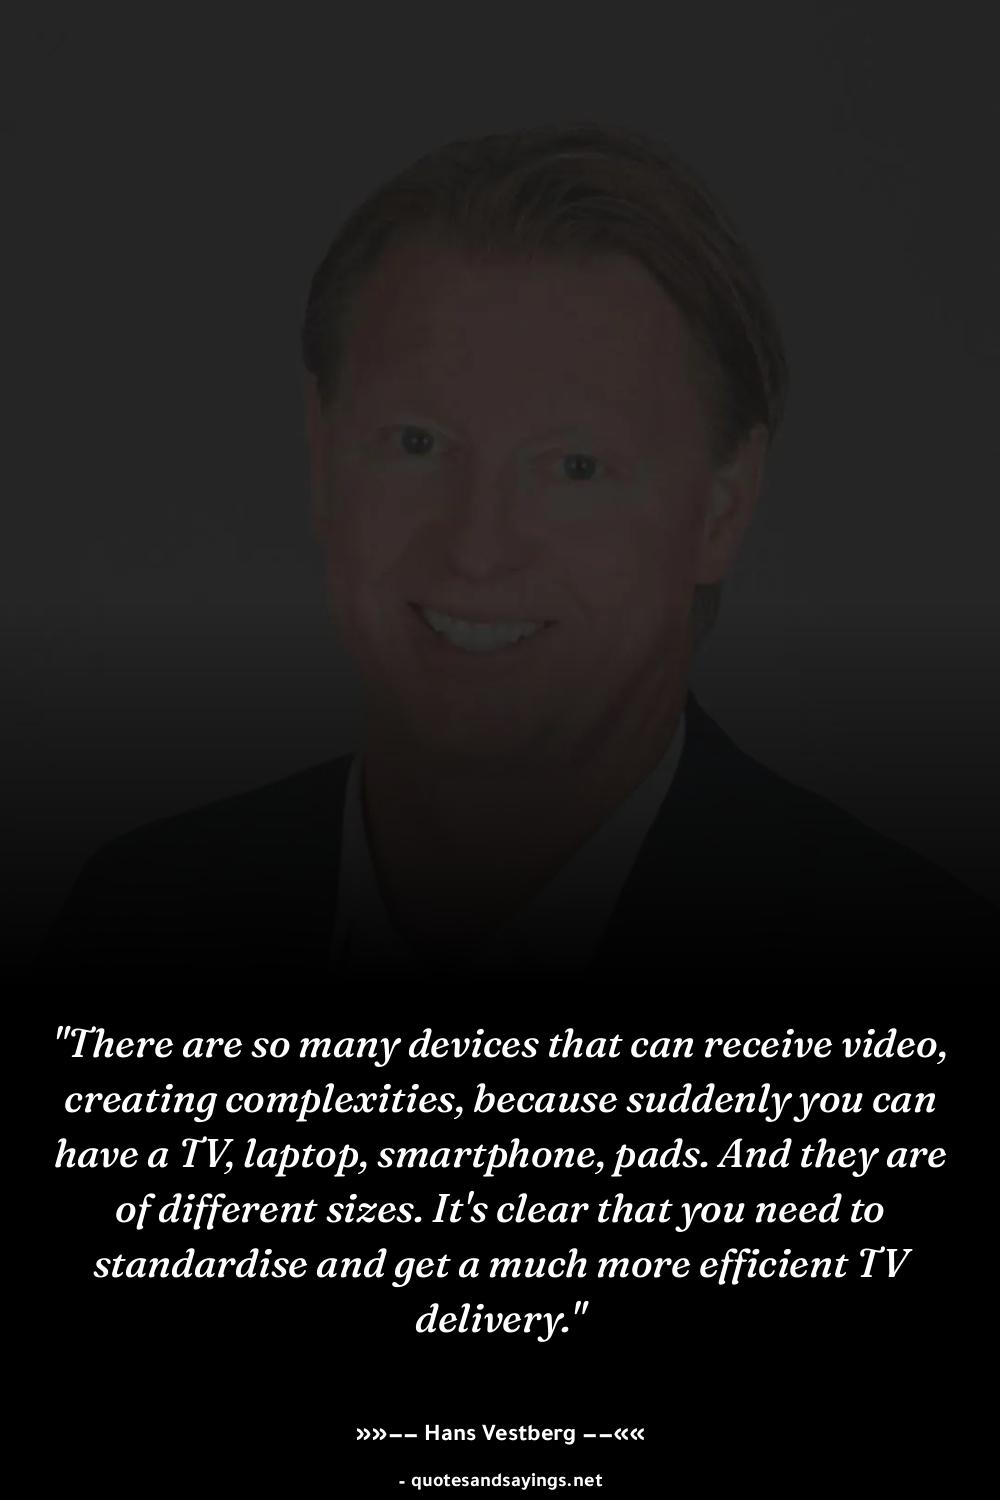 "There are so many devices that can receive video,
creating complexities, because suddenly you can
have a TV, laptop, smartphone, pads. And they are
of different sizes. It's clear that you need to
standardise and get a much more efficient TV
delivery."
»»−− Hans Vestberg −−««
- quotesandsayings.net